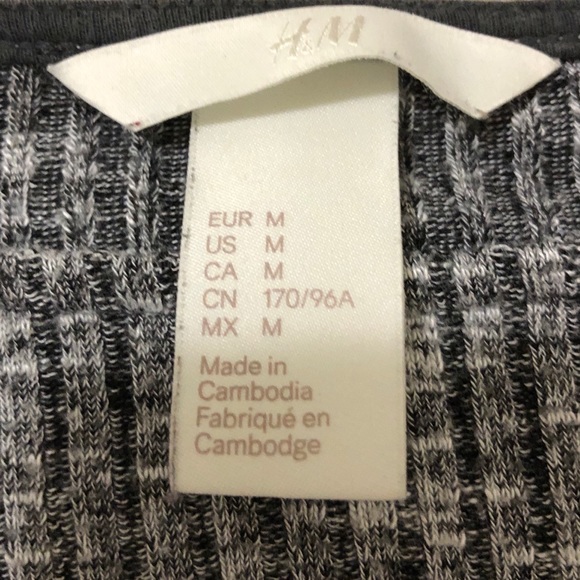 H&M
EUR M
US M
CA M
CN 170/96A
MX M
Made in
Cambodia
Fabriqué en
Cambodge